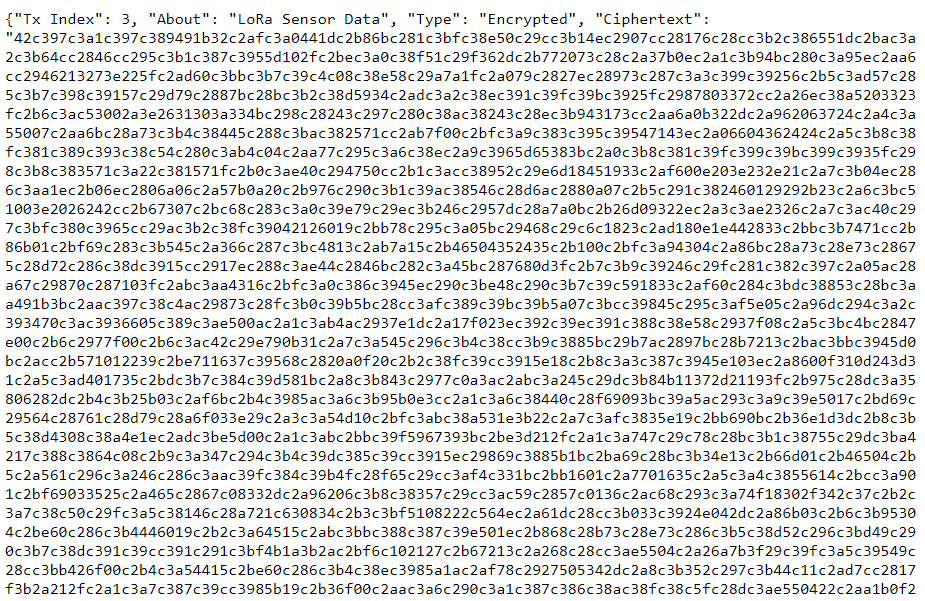 {"Tx Index": 3, "About": "LoRa Sensor Data", "Type": "Encrypted", "Ciphertext":
"42c397c3a1c397c389491b32c2afc3a0441dc2b86bc281c3bfc38e50c29cc3b14ec2907cc28176c28cc3b2c386551dc2bac3a
2c3b64cc2846cc295c3b1c387c3955d102fc2bec3a0c38f51c29f362dc2b772073c28c2a37b0ec2a1c3b94bc280c3a95ec2aa6
cc2946213273e225fc2ad60c3bbc3b7c39c4c08c38e58c29a7a1fc2a079c2827ec28973c287c3a3c399c39256c2b5c3ad57c28
5c3b7c398c39157c29d79c2887bc28bc3b2c38d5934c2adc3a2c38ec391c39fc39bc3925fc2987803372cc2a26ec38a5203323
fc2b6c3ac53002a3e2631303a334bc298c28243c297c280c38ac38243c28ec3b943173cc2aa6a0b322dc2a962063724c2a4c3a
55007c2aa6bc28a73c3b4c38445c288c3bac382571cc2ab7f00c2bfc3a9c383c395c39547143ec2a06604362424c2a5c3b8c38
fc381c389c393c38c54c280c3ab4c04c2aa77c295c3a6c38ec2a9c3965d65383bc2a0c3b8c381c39fc399c39bc399c3935fc29
8c3b8c383571c3a22c381571fc2b0c3ae40c294750cc2b1c3acc38952c29e6d18451933c2af600e203e232e21c2a7c3b04ec28
6c3aa1ec2b06ec2806a06c2a57b0a20c2b976c290c3b1c39ac38546c28d6ac2880a07c2b5c291c382460129292b23c2a6c3bc5
1003e2026242cc2b67307c2bc68c283c3a0c39e79c29ec3b246c2957dc28a7a0bc2b26d09322ec2a3c3ae2326c2a7c3ac40c29
7c3bfc380c3965cc29ac3b2c38fc39042126019c2bb78c295c3a05bc29468c29c6c1823c2ad180e1e442833c2bbc3b7471cc2b
86b01c2bf69c283c3b545c2a366c287c3bc4813c2ab7a15c2b46504352435c2b100c2bfc3a94304c2a86bc28a73c28e73c2867
5c28d72c286c38dc3915cc2917ec288c3ae44c2846bc282c3a45bc287680d3fc2b7c3b9c39246c29fc281c382c397c2a05ac28
a67c29870c287103fc2abc3aa4316c2bfc3a0c386c3945ec290c3be48c290c3b7c39c591833c2af60c284c3bdc38853c28bc3a
a491b3bc2aac397c38c4ac29873c28fc3b0c39b5bc28cc3afc389c39bc39b5a07c3bcc39845c295c3af5e05c2a96dc294c3a2c
393470c3ac3936605c389c3ae500ac2a1c3ab4ac2937e1dc2a17f023ec392c39ec391c388c38e58c2937f08c2a5c3bc4bc2847
e00c2b6c2977f00c2b6c3ac42c29e790b31c2a7c3a545c296c3b4c38cc3b9c3885bc29b7ac2897bc28b7213c2bac3bbc3945d0
bc2acc2b571012239c2be711637c39568c2820a0f20c2b2c38fc39cc3915e18c2b8c3a3c387c3945e103ec2a8600f310d243d3
1c2a5c3ad401735c2bdc3b7c384c39d581bc2a8c3b843c2977c0a3ac2abc3a245c29dc3b84b11372d21193fc2b975c28dc3a35
806282dc2b4c3b25b03c2af6bc2b4c3985ac3a6c3b95b0e3cc2a1c3a6c38440c28f69093bc39a5ac293c3a9c39e5017c2bd69c
29564c28761c28d79c28a6f033e29c2a3c3a54d10c2bfc3abc38a531e3b22c2a7c3afc3835e19c2bb690bc2b36e1d3dc2b8c3b
5c38d4308c38a4e1ec2adc3be5d00c2a1c3abc2bbc39f5967393bc2be3d212fc2a1c3a747c29c78c28bc3b1c38755c29dc3ba4
217c388c3864c08c2b9c3a347c294c3b4c39dc385c39cc3915ec29869c3885b1bc2ba69c28bc3b34e13c2b66d01c2b46504c2b
5c2a561c296c3a246c286c3aac39fc384c39b4fc28f65c29cc3af4c331bc2bb1601c2a7701635c2a5c3a4c3855614c2bcc3a90
1c2bf69033525c2a465c2867c08332dc2a96206c3b8c38357c29cc3ac59c2857c0136c2ac68c293c3a74f18302f342c37c2b2c
3a7c38c50c29fc3a5c38146c28a721c630834c2b3c3bf5108222c564ec2a61dc28cc3b033c3924e042dc2a86b03c2b6c3b9530
4c2be60c286c3b4446019c2b2c3a64515c2abc3bbc388c387c39e501ec2b868c28b73c28e73c286c3b5c38d52c296c3bd49c29
0c3b7c38dc391c39cc391c291c3bf4b1a3b2ac2bf6c102127c2b67213c2a268c28cc3ae5504c2a26a7b3f29c39fc3a5c39549c
28cc3bb426f00c2b4c3a54415c2be60c286c3b4c38ec3985a1ac2af78c2927505342dc2a8c3b352c297c3b44c11c2ad7cc2817
f3b2a212fc2a1c3a7c387c39cc3985b19c2b36f00c2aac3a6c290c3a1c387c386c38ac38fc38c5fc28dc3ae550422c2aa1b0f2